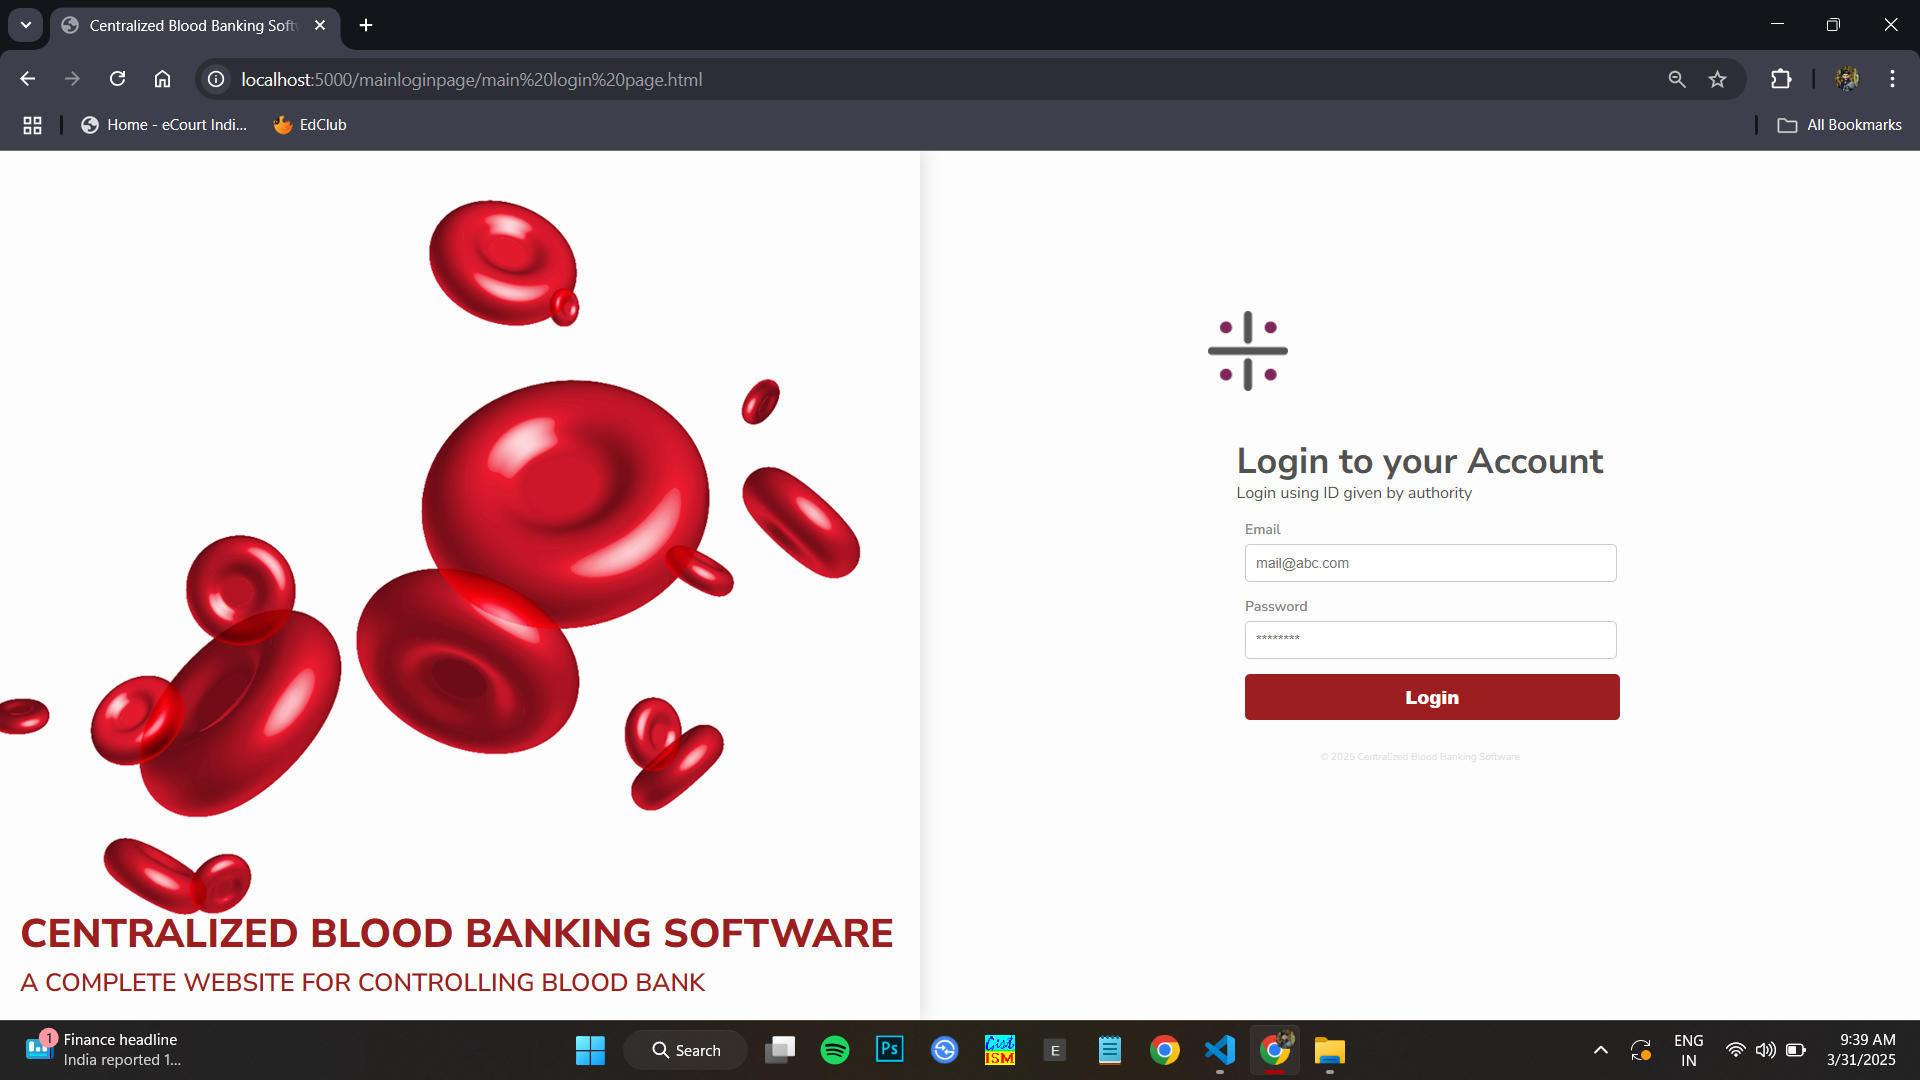 Centralized Blood Banking Soft
localhost:5000/mainloginpage/main%20login%20page.html
Home - eCourt Indi...
EdClub
All Bookmarks
CENTRALIZED BLOOD BANKING SOFTWARE
A COMPLETE WEBSITE FOR CONTROLLING BLOOD BANK
Login to your Account
Login using ID given by authority
Email
mail@abc.com
Password
********
Login
© 2025 Centralized Blood Banking Software
1
Finance headline
India reported 1...
Search
Ps
Gist
ISM
E
ENG
IN
9:39 AM
3/31/2025